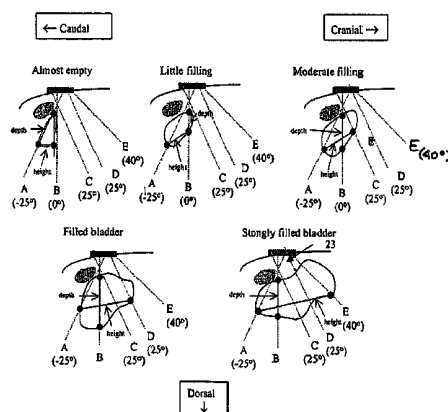 ← Caudal
Cranial →
Almost empty
Little filling
Moderate filling
depth
height
A
(-25°)
B
(0°)
C
(25°)
D
(25°)
E
(40°)
depth
height
A
(-25°)
B
(0°)
C
(25°)
D
(25°)
E
(40°)
depth
height
E
A
(-25°)
B
(0°)
C
(25°)
D
(25°)
E
(40°)
Filled bladder
Stongly filled bladder
23
depth
height
A
(-25°)
B
C
(25°)
D
(25°)
E
(40°)
depth
height
A
(-25°)
B
C
(25°)
D
(25°)
E
(40°)
Dorsal
↓